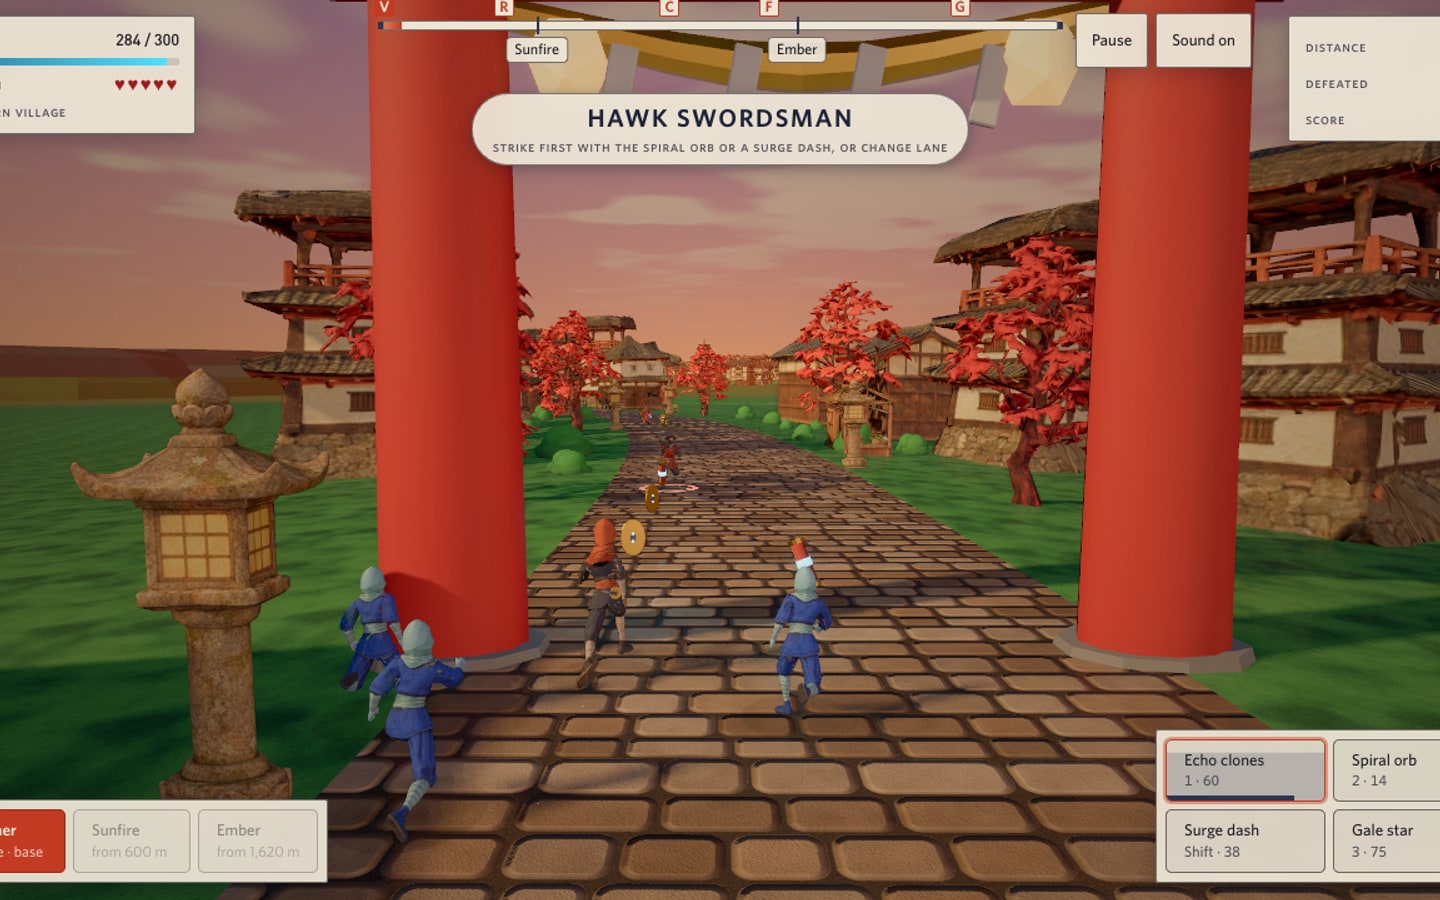 V R C F G
284 / 300
Sunfire
Ember
Pause
Sound on
DISTANCE
DEFEATED
SCORE
N VILLAGE
HAWK SWORDSMAN
STRIKE FIRST WITH THE SPIRAL ORB OR A SURGE DASH, OR CHANGE LANE
Echo clones
1 · 60
Spiral orb
2 · 14
Surge dash
Shift · 38
Gale star
3 · 75
er
e · base
Sunfire
from 600 m
Ember
from 1,620 m